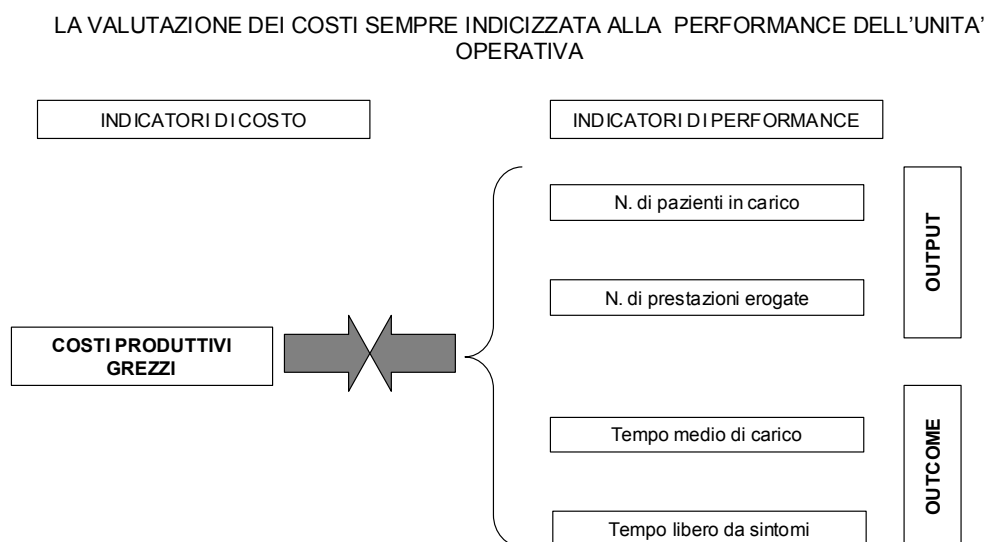 LA VALUTAZIONE DEI COSTI SEMPRE INDICIZZATA ALLA PERFORMANCE DELL'UNITA'
OPERATIVA
INDICATORI DI COSTO
INDICATORI DI PERFORMANCE
N. di pazienti in carico
N. di prestazioni erogate
OUTPUT
COSTI PRODUTTIVI
GREZZI
Tempo medio di carico
Tempo libero da sintomi
OUTCOME